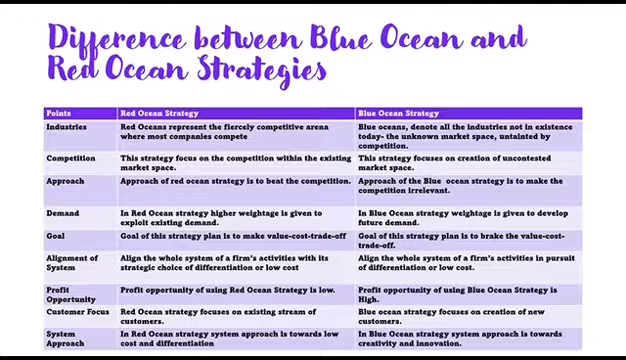 Difference between Blue Ocean and
Red Ocean Strategies
Points Red Ocean Strategy Blue Ocean Strategy
Industries
Red Oceans represent the fiercely competitive arena
where most companies compete
Blue oceans, denote all the industries not in existence
today- the unknown market space, untainted by
competition.
Competition
This strategy focus on the competition within the existing
market space.
This strategy focuses on creation of uncontested
market space.
Approach
Approach of red ocean strategy is to beat the competition.
Approach of the Blue ocean strategy is to make the
competition irrelevant.
Demand
In Red Ocean strategy higher weightage is given to
exploit existing demand.
In Blue Ocean strategy weightage is given to develop
future demand.
Goal
Goal of this strategy plan is to make value-cost-trade-off
Goal of this strategy plan is to brake the value-cost-
trade-off.
Alignment of
System
Align the whole system of a firm's activities with its
strategic choice of differentiation or low cost
Align the whole system of a firm's activities in pursuit
of differentiation or low cost.
Profit
Opportunity
Profit opportunity of using Red Ocean Strategy is low.
Profit opportunity of using Blue Ocean Strategy is
High.
Customer Focus
Red Ocean strategy focuses on existing stream of
customers.
Blue ocean strategy focuses on creation of new
customers.
System
Approach
In Red Ocean strategy system approach is towards low
cost and differentiation
In Blue Ocean strategy system approach is towards
creativity and innovation.